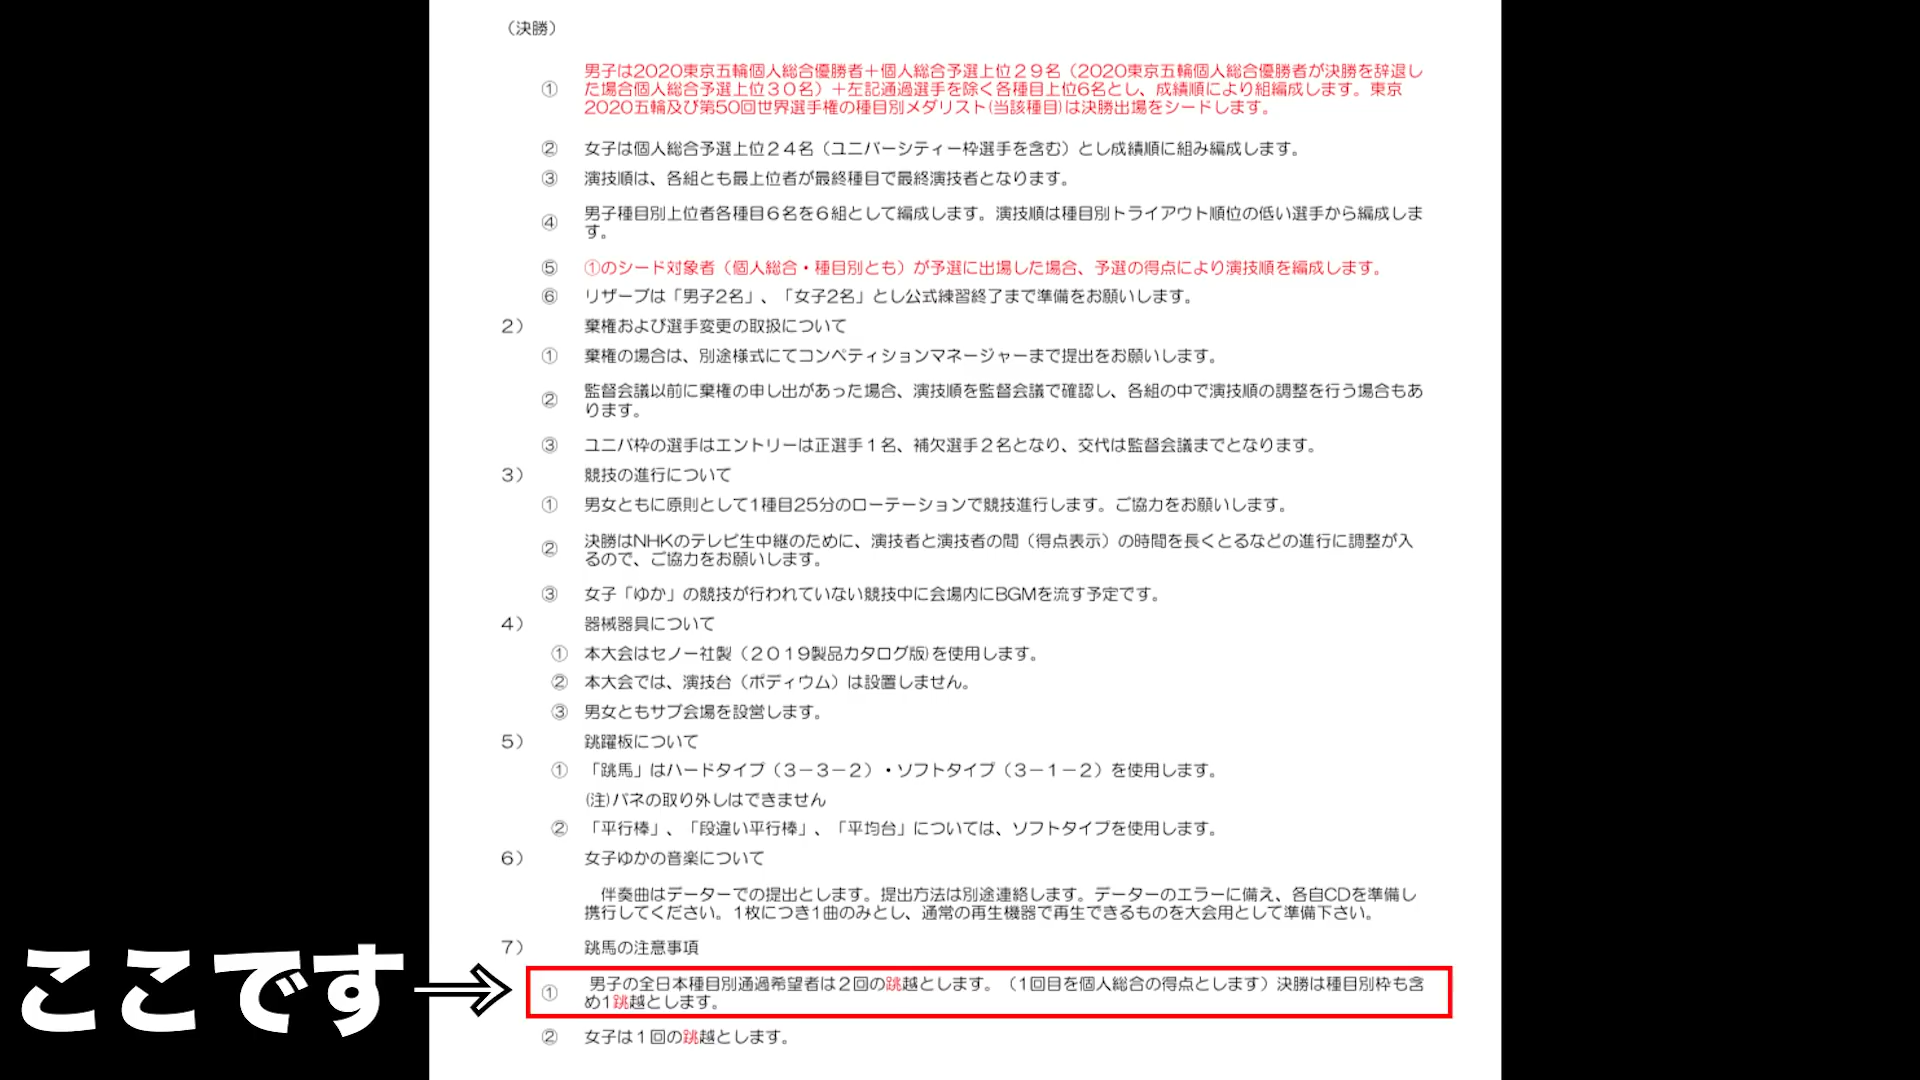 （決勝）
① 男子は2020東京五輪個人総合優勝者＋個人総合予選上位２９名（2020東京五輪個人総合優勝者が決勝を辞退し
た場合個人総合予選上位３０名）＋左記通過選手を除く各種目上位6名とし、成績順により組編成します。東京
2020五輪及び第50回世界選手権の種目別メダリスト(当該種目)は決勝出場をシードします。
② 女子は個人総合予選上位２４名（ユニバーシティー枠選手を含む）とし成績順に組み編成します。
③ 演技順は、各組とも最上位者が最終種目で最終演技者となります。
④ 男子種目別上位者各種目６名を６組として編成します。演技順は種目別トライアウト順位の低い選手から編成しま
す。
⑤ ①のシード対象者（個人総合・種目別とも）が予選に出場した場合、予選の得点により演技順を編成します。
⑥ リザーブは「男子2名」、「女子2名」とし公式練習終了まで準備をお願いします。
２） 棄権および選手変更の取扱について
① 棄権の場合は、別途様式にてコンペティションマネージャーまで提出をお願いします。
② 監督会議以前に棄権の申し出があった場合、演技順を監督会議で確認し、各組の中で演技順の調整を行う場合もあ
ります。
③ ユニバ枠の選手はエントリーは正選手１名、補欠選手２名となり、交代は監督会議までとなります。
３） 競技の進行について
① 男女ともに原則として1種目25分のローテーションで競技進行します。ご協力をお願いします。
② 決勝はNHKのテレビ生中継のために、演技者と演技者の間（得点表示）の時間を長くとるなどの進行に調整が入
るので、ご協力をお願いします。
③ 女子「ゆか」の競技が行われていない競技中に会場内にBGMを流す予定です。
４） 器械器具について
① 本大会はセノー社製（２０１９製品カタログ版)を使用します。
② 本大会では、演技台（ポディウム）は設置しません。
③ 男女ともサブ会場を設営します。
５） 跳躍板について
① 「跳馬」はハードタイプ（３－３－２）・ソフトタイプ（３－１－２）を使用します。
(注)バネの取り外しはできません
② 「平行棒」、「段違い平行棒」、「平均台」については、ソフトタイプを使用します。
６） 女子ゆかの音楽について
伴奏曲はデーターでの提出とします。提出方法は別途連絡します。データーのエラーに備え、各自CDを準備し
携行してください。1枚につき1曲のみとし、通常の再生機器で再生できるものを大会用として準備下さい。
７） 跳馬の注意事項
ここです→ ① 男子の全日本種目別通過希望者は２回の跳越とします。（1回目を個人総合の得点とします）決勝は種目別枠も含
め1跳越とします。
② 女子は１回の跳越とします。